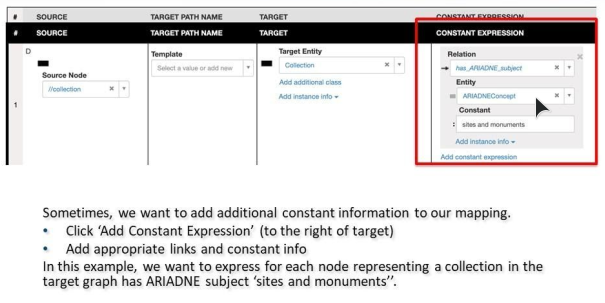 # SOURCE TARGET PATH NAME TARGET CONSTANT EXPRESSION
# SOURCE TARGET PATH NAME TARGET CONSTANT EXPRESSION
D
Source Node
//collection
Template
Select a value or add new
Target Entity
Collection
Add additional class
Add instance info
Relation
has_ARIADNE_subject
Entity
ARIADNEConcept
Constant
: sites and monuments
Add instance info
Add constant expression
1
Sometimes, we want to add additional constant information to our mapping.
• Click ‘Add Constant Expression’ (to the right of target)
• Add appropriate links and constant info
In this example, we want to express for each node representing a collection in the
target graph has ARIADNE subject ‘sites and monuments’’.